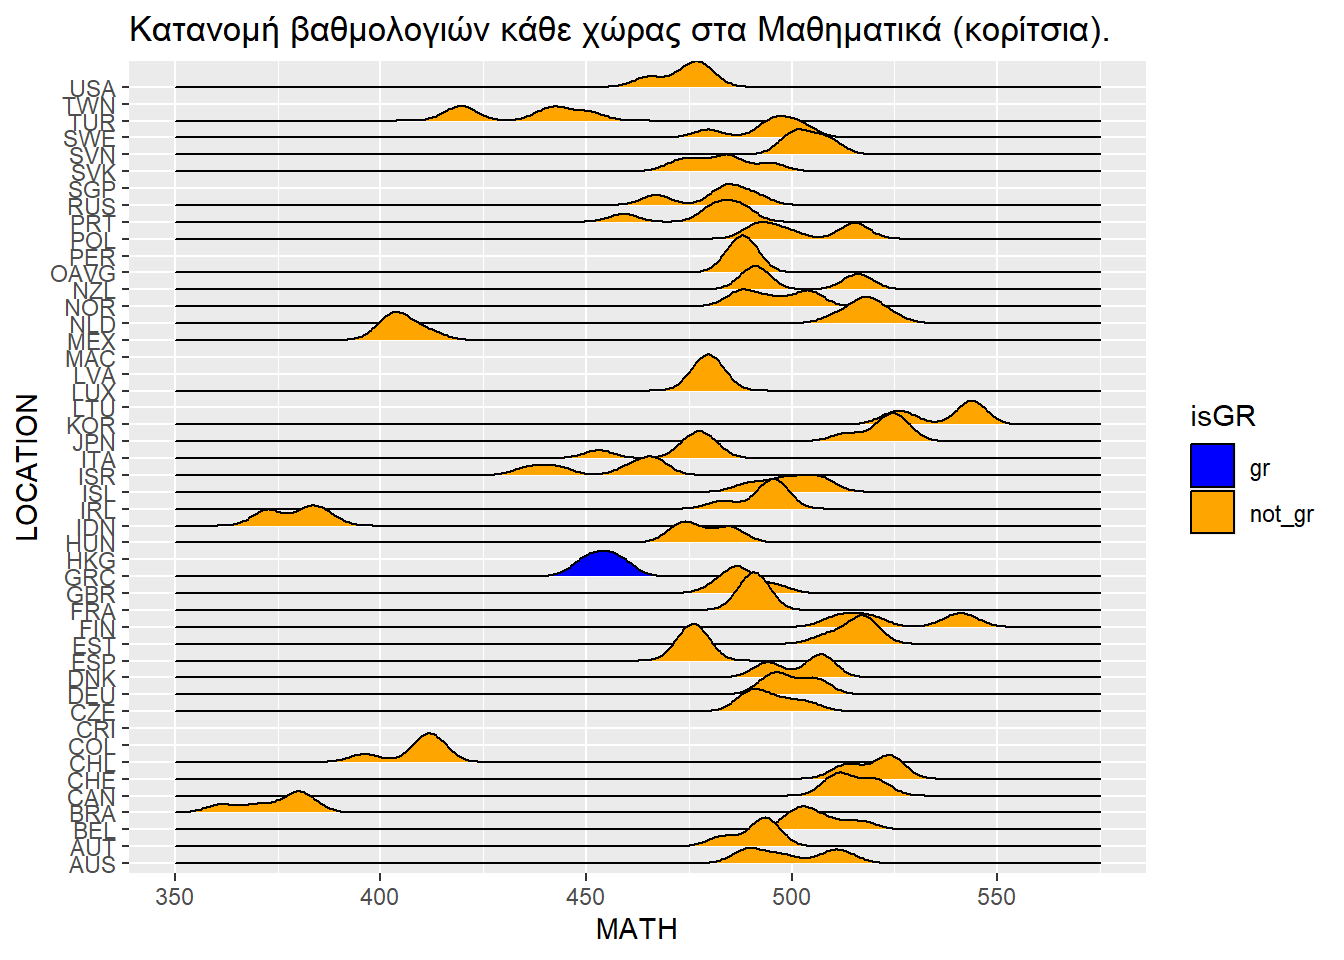 Κατανομή βαθμολογιών κάθε χώρας στα Μαθηματικά (κορίτσια).
USA
TWN
TUR
SWE
SVN
SVK
SGP
RUS
PRT
POL
PER
OAVG
NZL
NOR
NLD
MEX
MAC
LVA
LUX
LTU
KOR
JPN
ITA
ISR
ISL
IRL
IDN
HUN
HKG
GRC
GBR
FRA
FIN
EST
ESP
DNK
DEU
CZE
CRI
COL
CHL
CHE
CAN
BRA
BEL
AUT
AUS
LOCATION
350 400 450 500 550
MATH
isGR
gr
not_gr